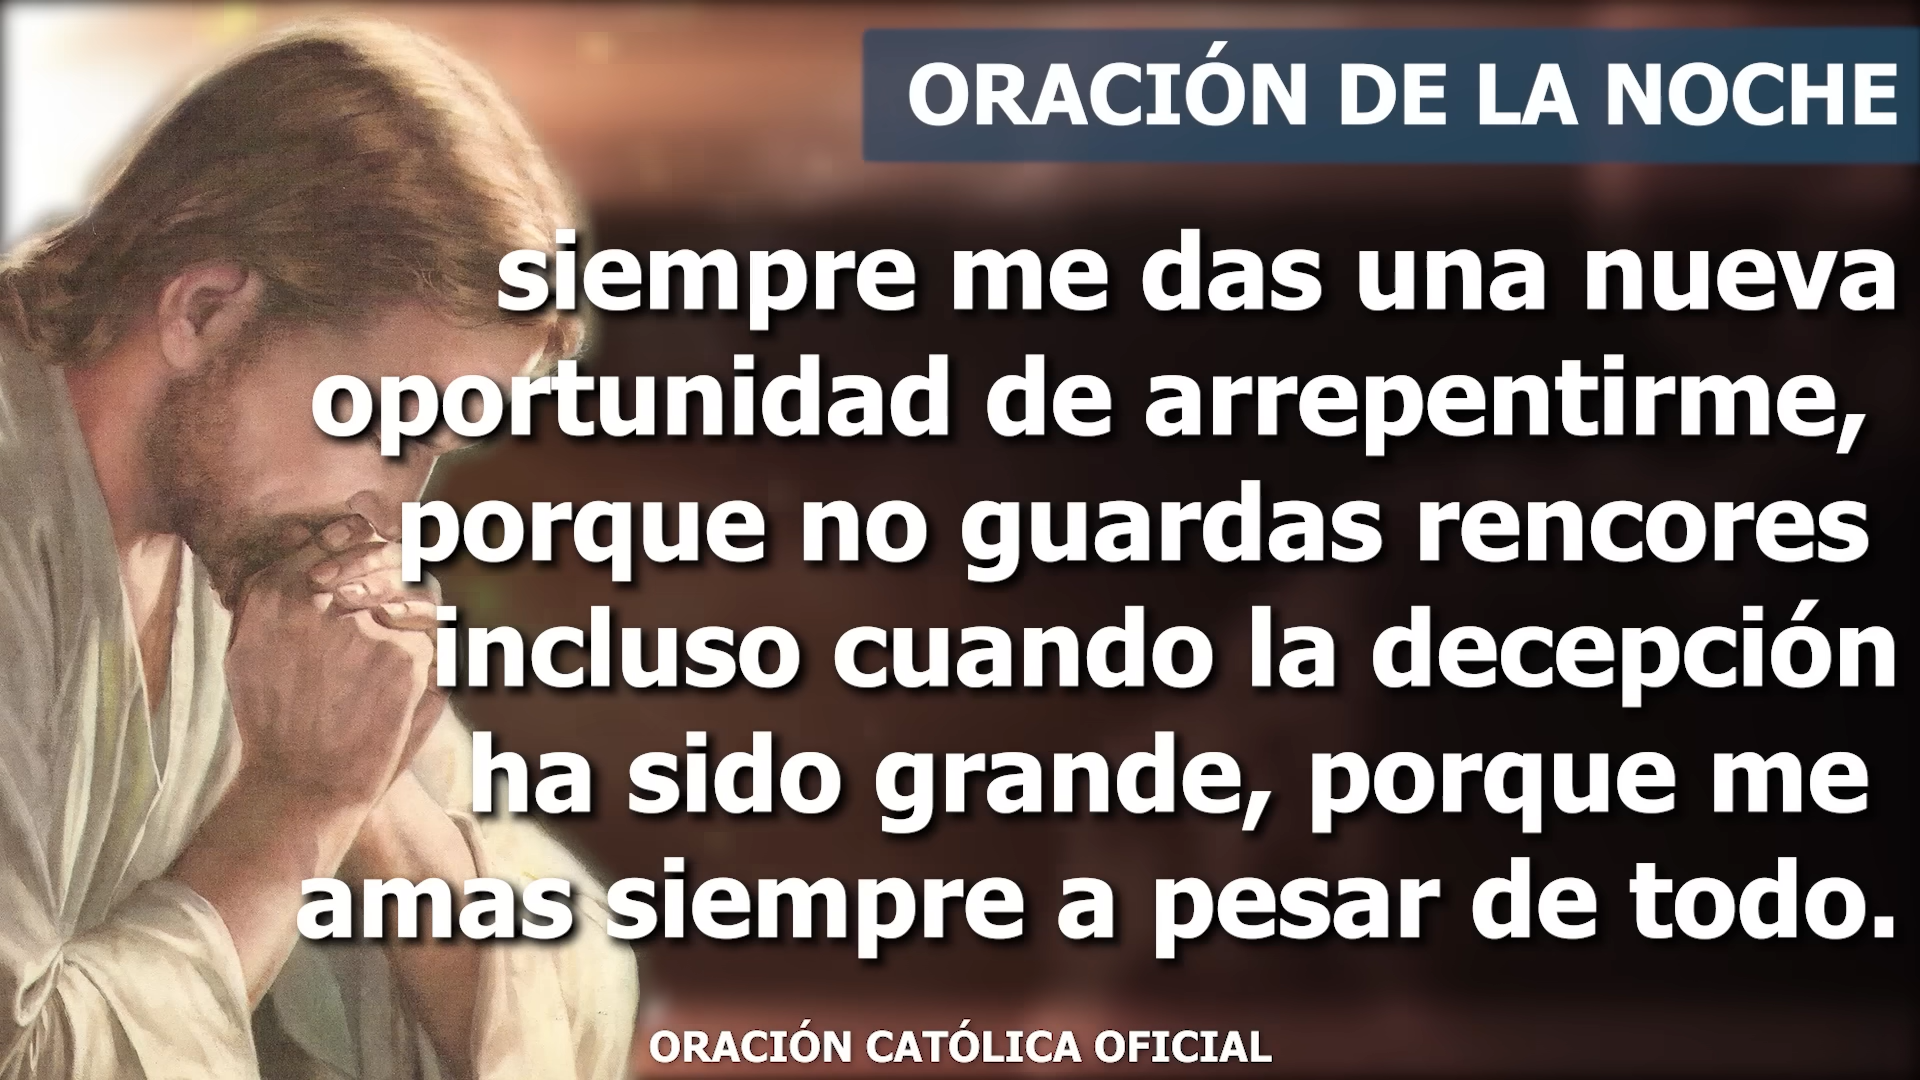 ORACIÓN DE LA NOCHE
siempre me das una nueva
oportunidad de arrepentirme,
porque no guardas rencores
incluso cuando la decepción
ha sido grande, porque me
amas siempre a pesar de todo.
ORACIÓN CATÓLICA OFICIAL